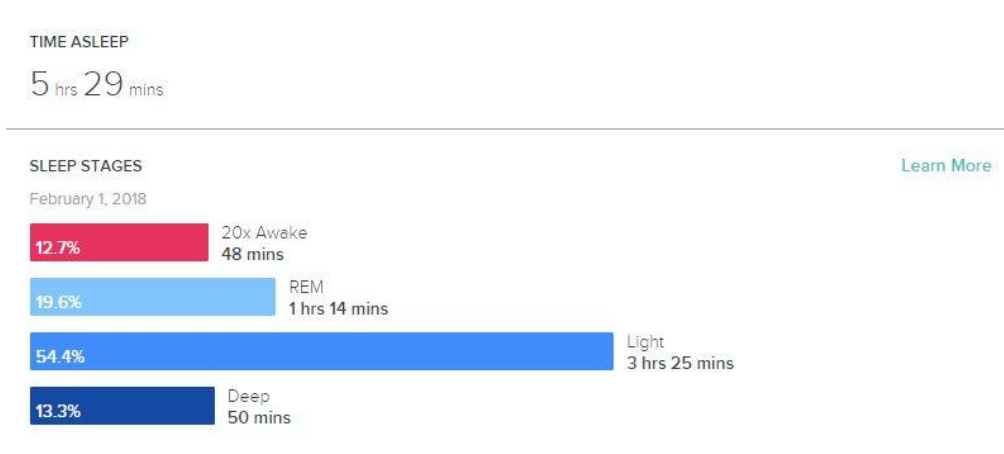 TIME ASLEEP
5 hrs 29 mins
SLEEP STAGES
Learn More
February 1, 2018
12.7%
20x Awake
48 mins
19.6%
REM
1 hrs 14 mins
54.4%
Light
3 hrs 25 mins
13.3%
Deep
50 mins